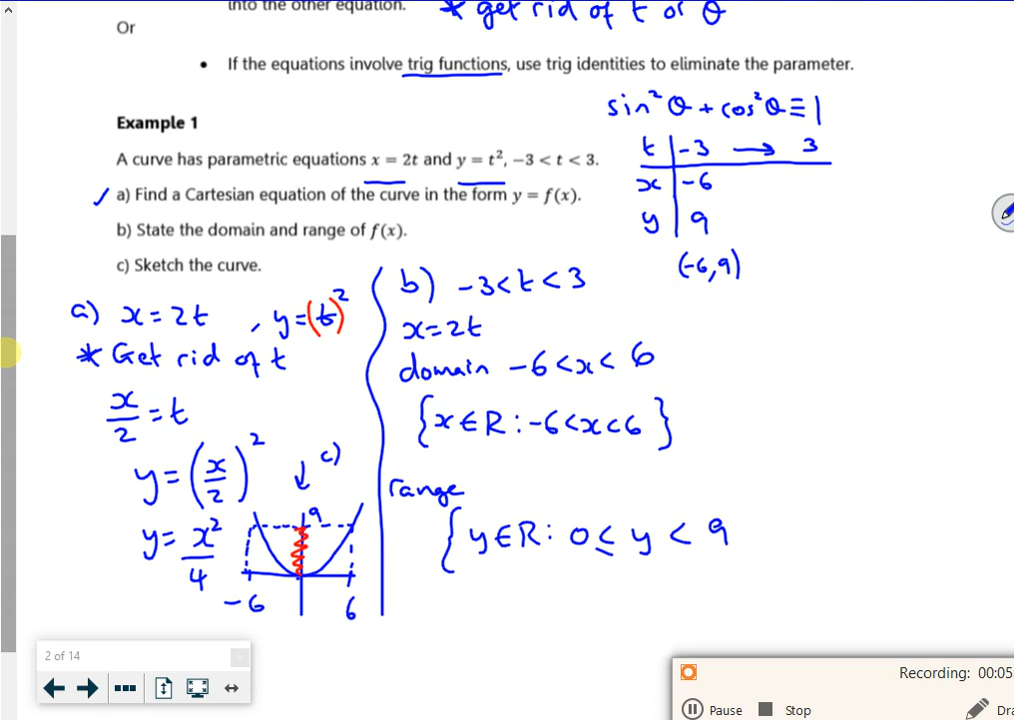 into the other equation.
* get rid of t or θ
Or
• If the equations involve trig functions, use trig identities to eliminate the parameter.
sin²θ + cos²θ ≡ 1
Example 1
A curve has parametric equations x = 2t and y = t², −3 < t < 3.
a) Find a Cartesian equation of the curve in the form y = f(x).
b) State the domain and range of f(x).
c) Sketch the curve.
t -3 → 3
x -6
y 9
(-6,9)
a) x = 2t , y = (t)²
* Get rid of t
x/2 = t
y = (x/2)²
y = x²/4
c)
9
-6 6
b) -3 < t < 3
x = 2t
domain -6 < x < 6
{x ∈ R : -6 < x < 6}
range
{y ∈ R : 0 ≤ y < 9
2 of 14
Recording: 00:05
Pause Stop Dra